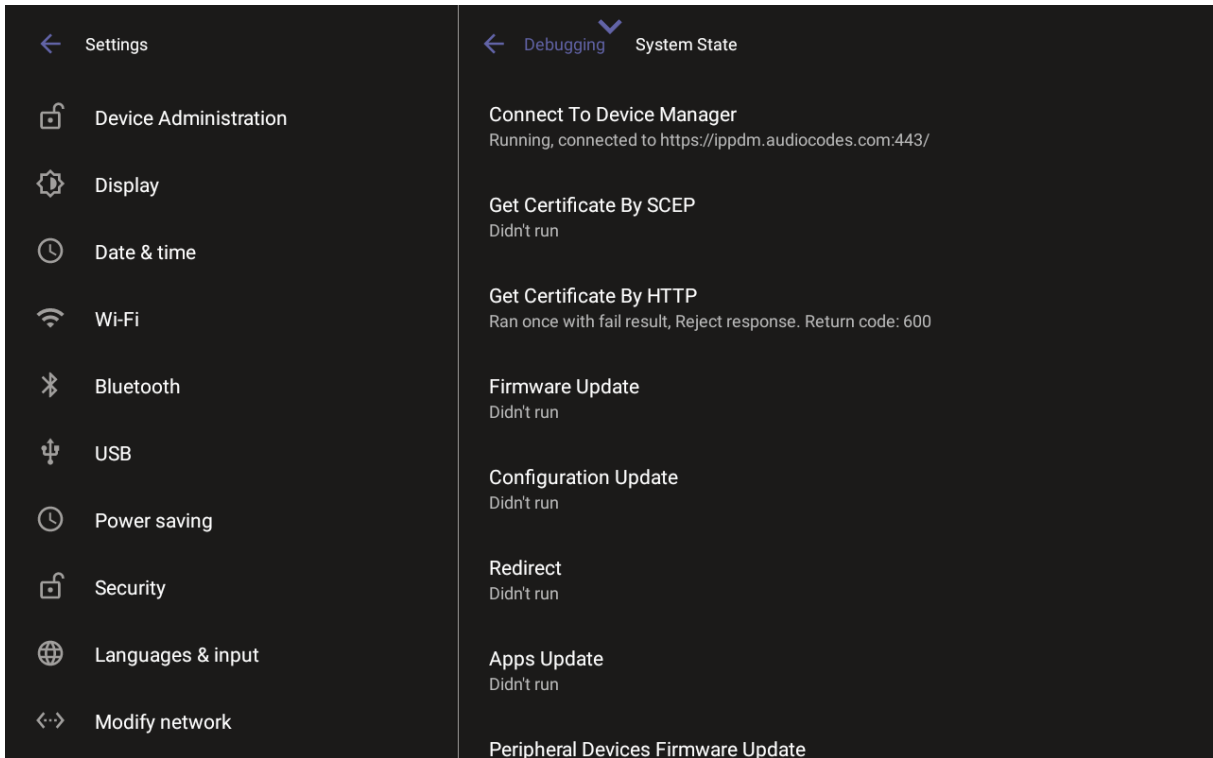 Settings
Device Administration
Display
Date & time
Wi-Fi
Bluetooth
USB
Power saving
Security
Languages & input
Modify network
Debugging System State
Connect To Device Manager
Running, connected to https://ippdm.audiocodes.com:443/
Get Certificate By SCEP
Didn't run
Get Certificate By HTTP
Ran once with fail result, Reject response. Return code: 600
Firmware Update
Didn't run
Configuration Update
Didn't run
Redirect
Didn't run
Apps Update
Didn't run
Peripheral Devices Firmware Update